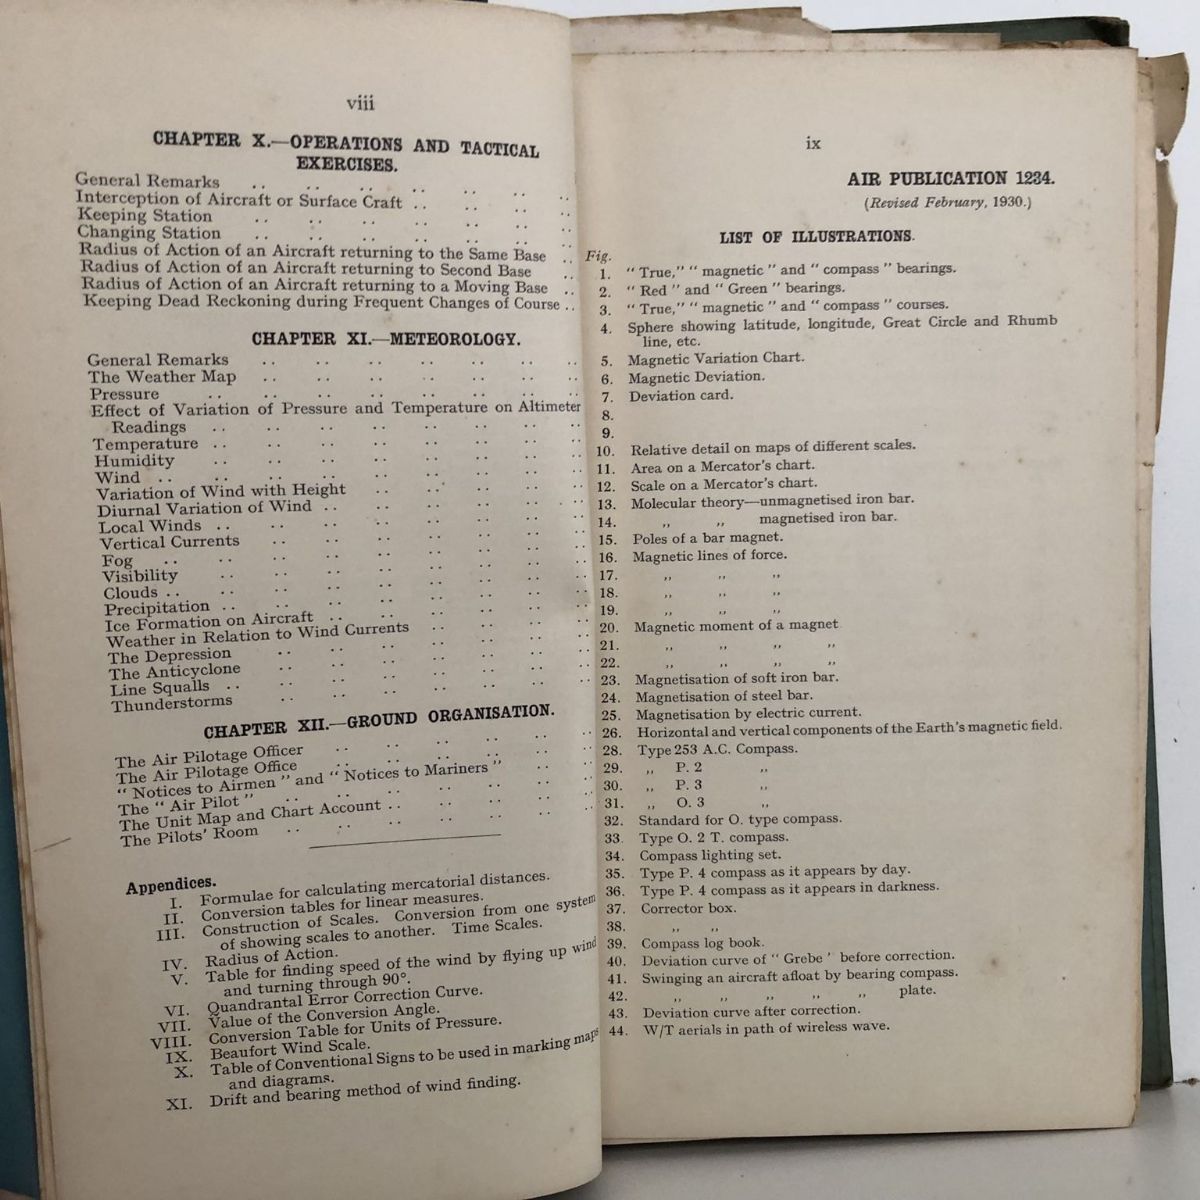 viii
CHAPTER X.—OPERATIONS AND TACTICAL
EXERCISES.
General Remarks .. .. .. .. .. .. ..
Interception of Aircraft or Surface Craft .. .. .. ..
Keeping Station .. .. .. .. .. .. ..
Changing Station .. .. .. .. .. .. ..
Radius of Action of an Aircraft returning to the Same Base ..
Radius of Action of an Aircraft returning to Second Base ..
Radius of Action of an Aircraft returning to a Moving Base ..
Keeping Dead Reckoning during Frequent Changes of Course ..
CHAPTER XI.—METEOROLOGY.
General Remarks .. .. .. .. .. .. ..
The Weather Map .. .. .. .. .. .. ..
Pressure .. .. .. .. .. .. .. ..
Effect of Variation of Pressure and Temperature on Altimeter
Readings .. .. .. .. .. .. .. ..
Temperature .. .. .. .. .. .. .. ..
Humidity .. .. .. .. .. .. .. ..
Wind .. .. .. .. .. .. .. .. ..
Variation of Wind with Height .. .. .. .. ..
Diurnal Variation of Wind .. .. .. .. .. ..
Local Winds .. .. .. .. .. .. .. ..
Vertical Currents .. .. .. .. .. .. ..
Fog .. .. .. .. .. .. .. .. ..
Visibility .. .. .. .. .. .. .. ..
Clouds .. .. .. .. .. .. .. .. ..
Precipitation .. .. .. .. .. .. .. ..
Ice Formation on Aircraft .. .. .. .. .. ..
Weather in Relation to Wind Currents .. .. .. ..
The Depression .. .. .. .. .. .. ..
The Anticyclone .. .. .. .. .. .. ..
Line Squalls .. .. .. .. .. .. .. ..
Thunderstorms .. .. .. .. .. .. ..
CHAPTER XII.—GROUND ORGANISATION.
The Air Pilotage Officer .. .. .. .. .. ..
The Air Pilotage Office .. .. .. .. .. ..
“ Notices to Airmen ” and “ Notices to Mariners ” .. ..
The “ Air Pilot ” .. .. .. .. .. .. ..
The Unit Map and Chart Account .. .. .. .. ..
The Pilots' Room .. .. .. .. .. .. ..
Appendices.
I. Formulae for calculating mercatorial distances.
II. Conversion tables for linear measures.
III. Construction of Scales. Conversion from one system
of showing scales to another. Time Scales.
IV. Radius of Action.
V. Table for finding speed of the wind by flying up wind
and turning through 90°.
VI. Quandrantal Error Correction Curve.
VII. Value of the Conversion Angle.
VIII. Conversion Table for Units of Pressure.
IX. Beaufort Wind Scale.
X. Table of Conventional Signs to be used in marking maps
and diagrams.
XI. Drift and bearing method of wind finding.
ix
AIR PUBLICATION 1234.
(Revised February, 1930.)
LIST OF ILLUSTRATIONS.
Fig.
1. “ True,” “ magnetic ” and “ compass ” bearings.
2. “ Red ” and “ Green ” bearings.
3. “ True,” “ magnetic ” and “ compass ” courses.
4. Sphere showing latitude, longitude, Great Circle and Rhumb
line, etc.
5. Magnetic Variation Chart.
6. Magnetic Deviation.
7. Deviation card.
8.
9.
10. Relative detail on maps of different scales.
11. Area on a Mercator's chart.
12. Scale on a Mercator's chart.
13. Molecular theory—unmagnetised iron bar.
14. ,, ,, magnetised iron bar.
15. Poles of a bar magnet.
16. Magnetic lines of force.
17. ,, ,, ,,
18. ,, ,, ,,
19. ,, ,, ,,
20. Magnetic moment of a magnet
21. ,, ,, ,, ,,
22. ,, ,, ,, ,,
23. Magnetisation of soft iron bar.
24. Magnetisation of steel bar.
25. Magnetisation by electric current.
26. Horizontal and vertical components of the Earth's magnetic field.
28. Type 253 A.C. Compass.
29. ,, P. 2 ,,
30. ,, P. 3 ,,
31. ,, O. 3 ,,
32. Standard for O. type compass.
33. Type O. 2 T. compass.
34. Compass lighting set.
35. Type P. 4 compass as it appears by day.
36. Type P. 4 compass as it appears in darkness.
37. Corrector box.
38. ,, ,,
39. Compass log book.
40. Deviation curve of “ Grebe ’ before correction.
41. Swinging an aircraft afloat by bearing compass.
42. ,, ,, ,, ,, ,, plate.
43. Deviation curve after correction.
44. W/T aerials in path of wireless wave.